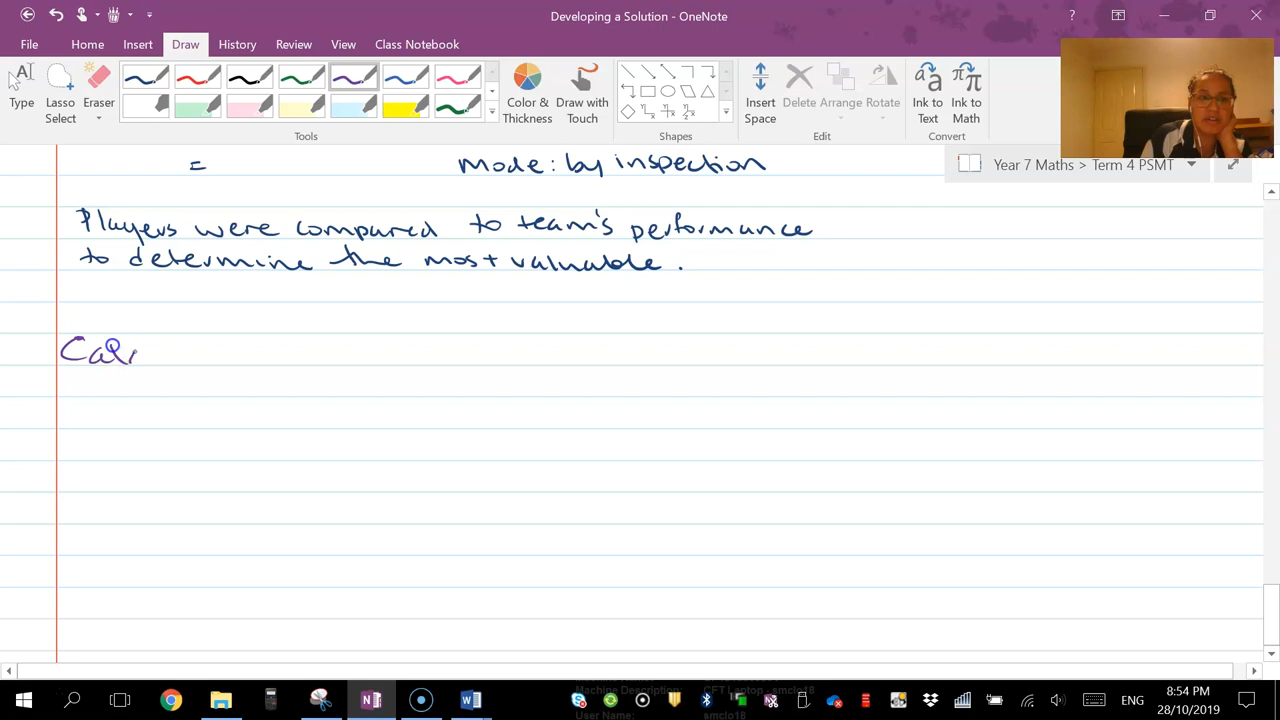 Developing a Solution - OneNote
File Home Insert Draw History Review View Class Notebook
Type Lasso Select Eraser Color & Thickness Draw with Touch Insert Space Delete Arrange Rotate Ink to Text Ink to Math
Tools Shapes Edit Convert
= mode: by inspection
Year 7 Maths > Term 4 PSMT
Players were compared to team's performance
to determine the most valuable.
ENG 8:54 PM
28/10/2019